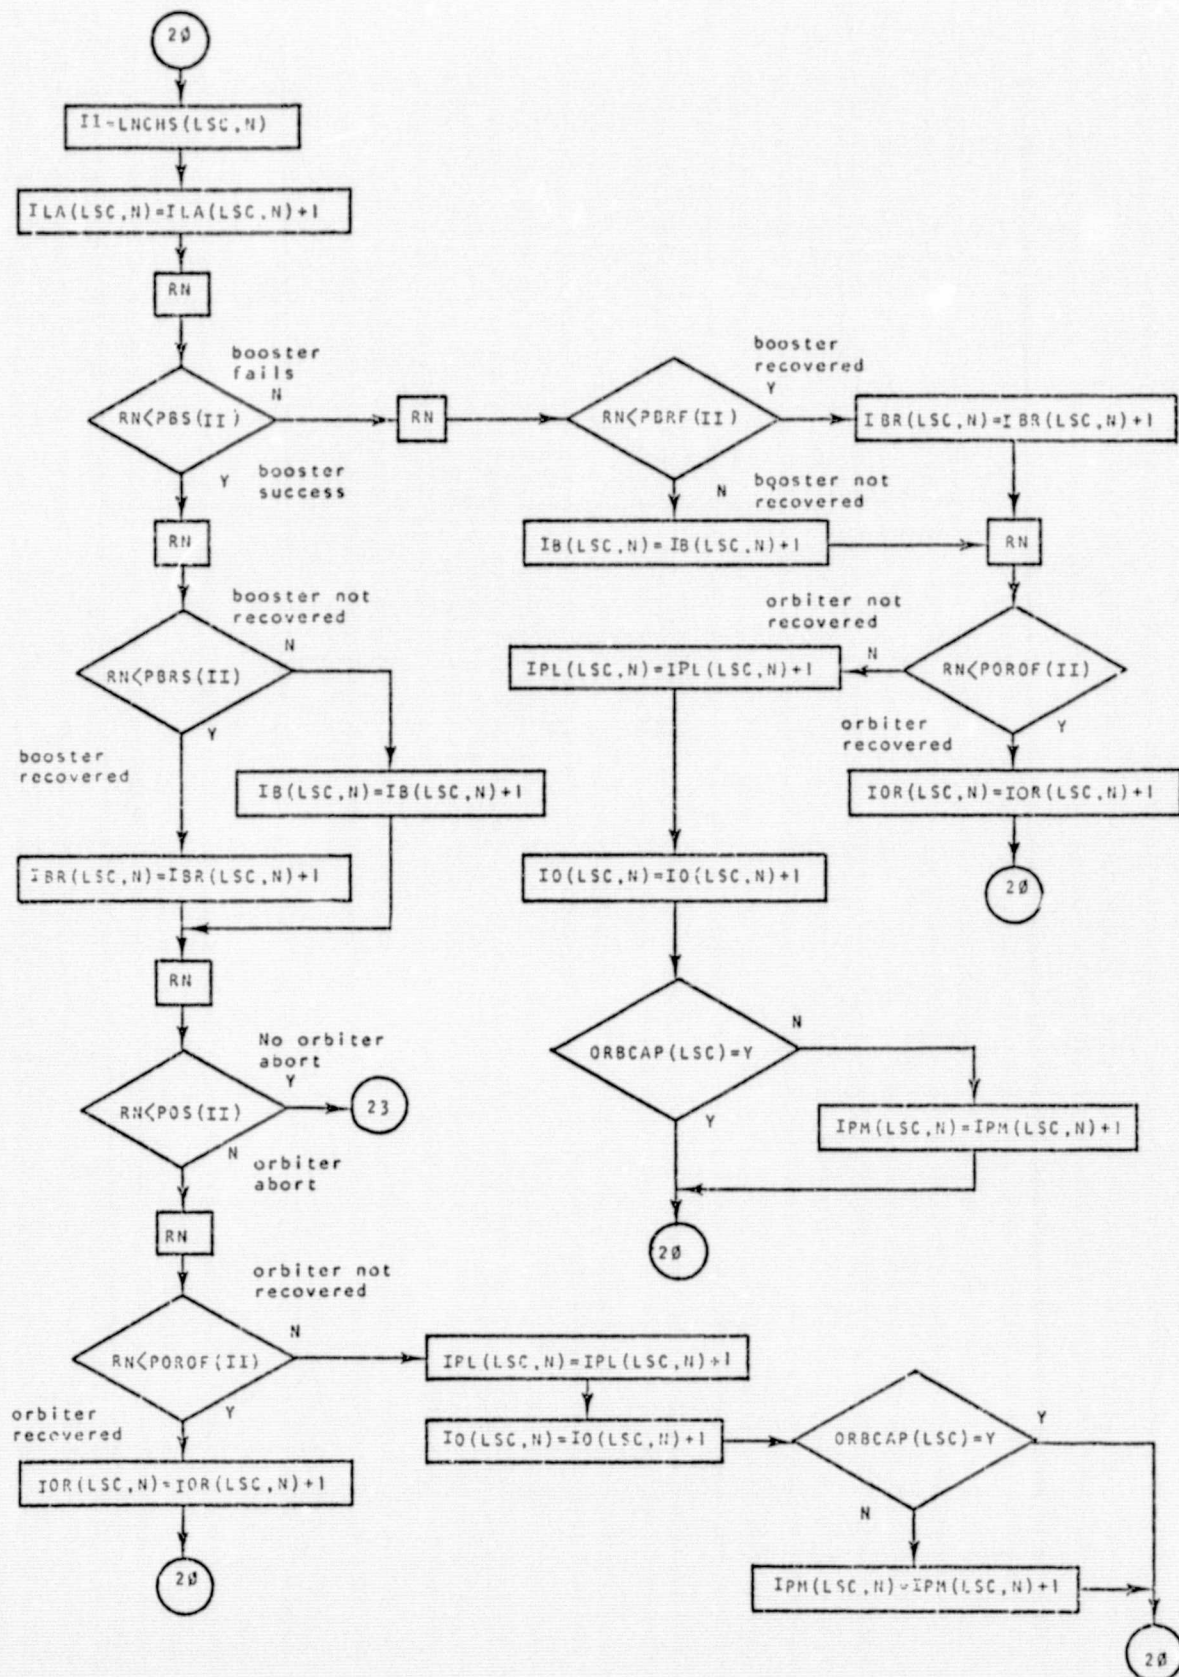 2Ø
II=LNCHS(LSC,N)
ILA(LSC,N)=ILA(LSC,N)+1
RN
booster
fails
N
RN<PBS(II)
Y
booster
success
RN
RN<PBRF(II)
booster
recovered
Y
IBR(LSC,N)=IBR(LSC,N)+1
N
booster not
recovered
IB(LSC,N)=IB(LSC,N)+1
RN
RN
booster not
recovered
N
RN<PBRS(II)
Y
booster
recovered
IB(LSC,N)=IB(LSC,N)+1
IBR(LSC,N)=IBR(LSC,N)+1
orbiter not
recovered
N
RN<POROF(II)
Y
orbiter
recovered
IOR(LSC,N)=IOR(LSC,N)+1
2Ø
IPL(LSC,N)=IPL(LSC,N)+1
IO(LSC,N)=IO(LSC,N)+1
ORBCAP(LSC)=Y
N
Y
IPM(LSC,N)=IPM(LSC,N)+1
2Ø
RN
No orbiter
abort
Y
RN<POS(II)
23
N
orbiter
abort
RN
orbiter not
recovered
N
RN<POROF(II)
Y
orbiter
recovered
IOR(LSC,N)=IOR(LSC,N)+1
2Ø
IPL(LSC,N)=IPL(LSC,N)+1
IO(LSC,N)=IO(LSC,N)+1
ORBCAP(LSC)=Y
Y
N
IPM(LSC,N)=IPM(LSC,N)+1
2Ø